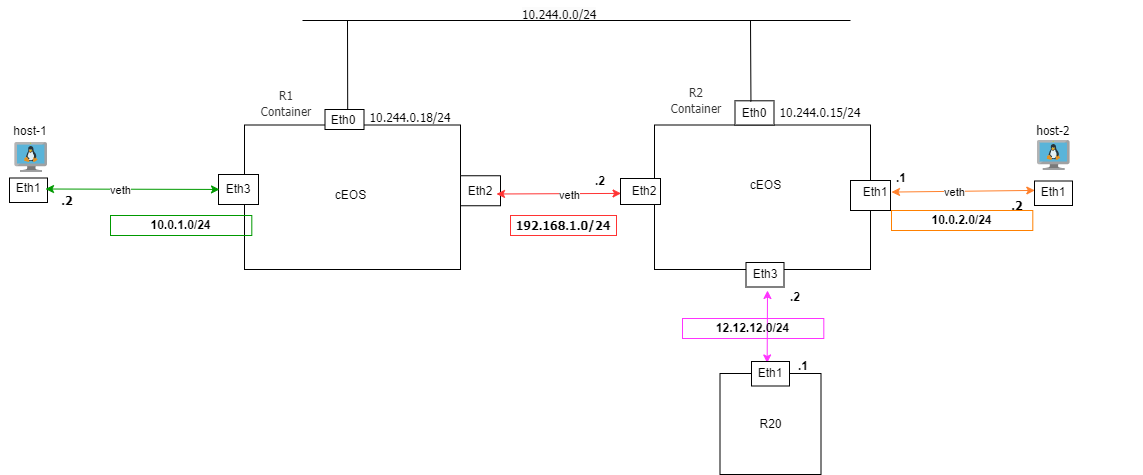 10.244.0.0/24
R1
Container
Eth0
10.244.0.18/24
R2
Container
Eth0
10.244.0.15/24
host-1
host-2
Eth1
veth
.2
Eth3
cEOS
Eth2
veth
.2
Eth2
cEOS
Eth1
.1
veth
.2
Eth1
10.0.1.0/24
192.168.1.0/24
10.0.2.0/24
Eth3
.2
12.12.12.0/24
Eth1
.1
R20